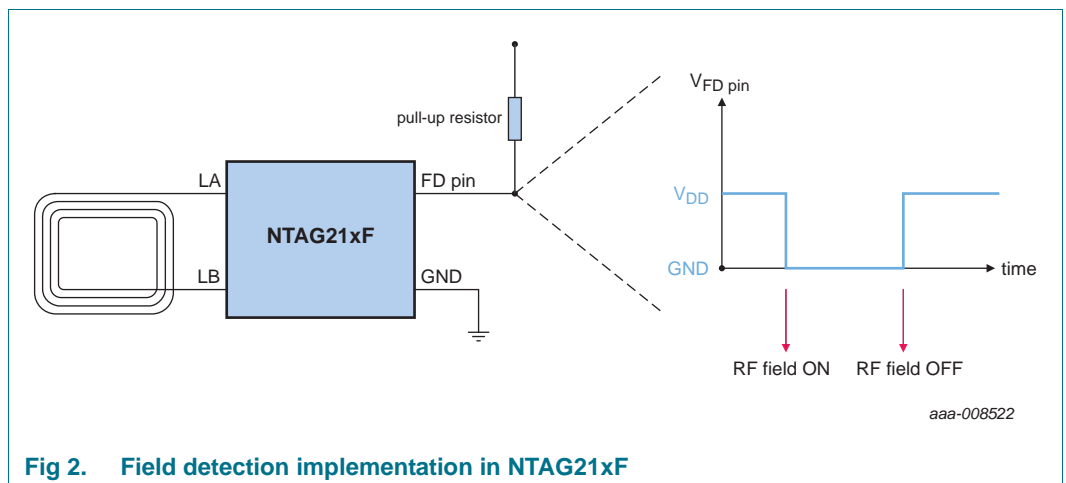 pull-up resistor
LA
FD pin
NTAG21xF
LB
GND
V_FD pin
V_DD
GND
time
RF field ON RF field OFF
aaa-008522
Fig 2. Field detection implementation in NTAG21xF